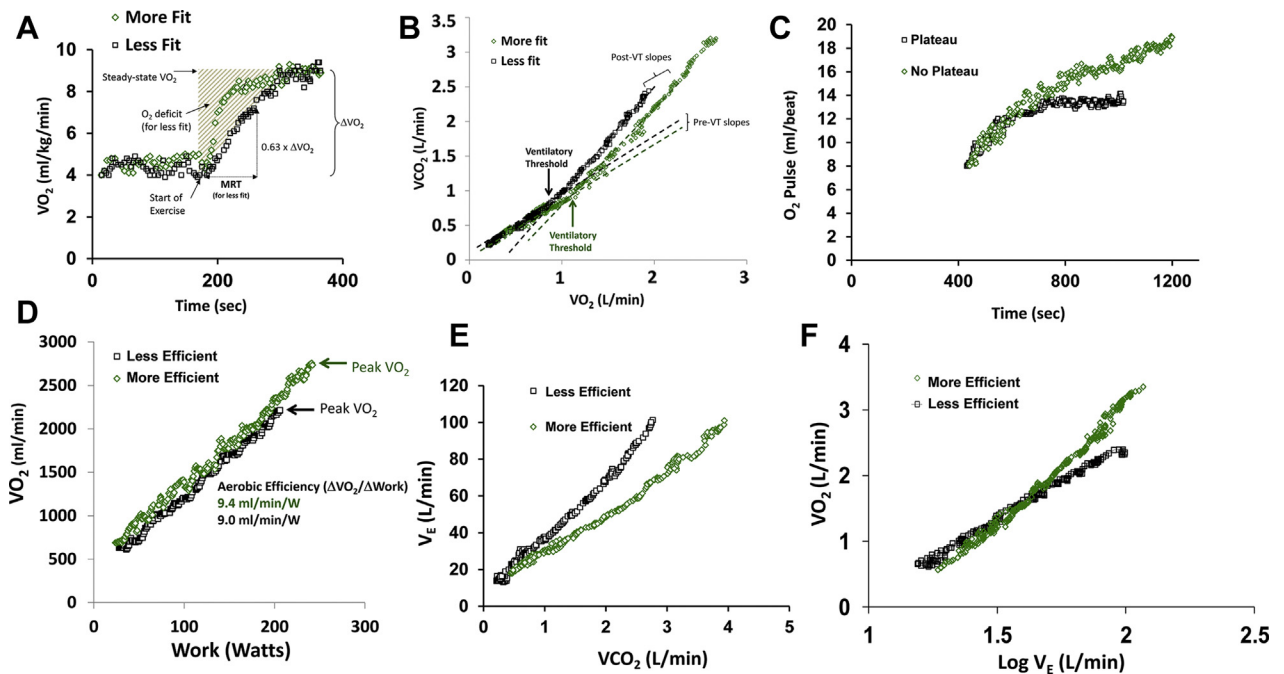 A
More Fit
Less Fit
10
8
6
4
2
0
VO2 (ml/kg/min)
Steady-state VO2
O2 deficit
(for less fit)
ΔVO2
0.63 x ΔVO2
MRT
(for less fit)
Start of
Exercise
0
200
400
Time (sec)
B
More fit
Less fit
3.5
3
2.5
2
1.5
1
0.5
0
VCO2 (L/min)
Post-VT slopes
Pre-VT slopes
Ventilatory
Threshold
Ventilatory
Threshold
0
1
2
3
VO2 (L/min)
C
Plateau
No Plateau
20
18
16
14
12
10
8
6
4
2
0
O2 Pulse (ml/beat)
0
400
800
1200
Time (sec)
D
Less Efficient
More Efficient
3000
2500
2000
1500
1000
500
0
VO2 (ml/min)
Peak VO2
Peak VO2
Aerobic Efficiency (ΔVO2/ΔWork)
9.4 ml/min/W
9.0 ml/min/W
0
100
200
300
Work (Watts)
E
Less Efficient
More Efficient
120
100
80
60
40
20
0
VE (L/min)
0
1
2
3
4
5
VCO2 (L/min)
F
More Efficient
Less Efficient
4
3
2
1
0
VO2 (L/min)
1
1.5
2
2.5
Log VE (L/min)